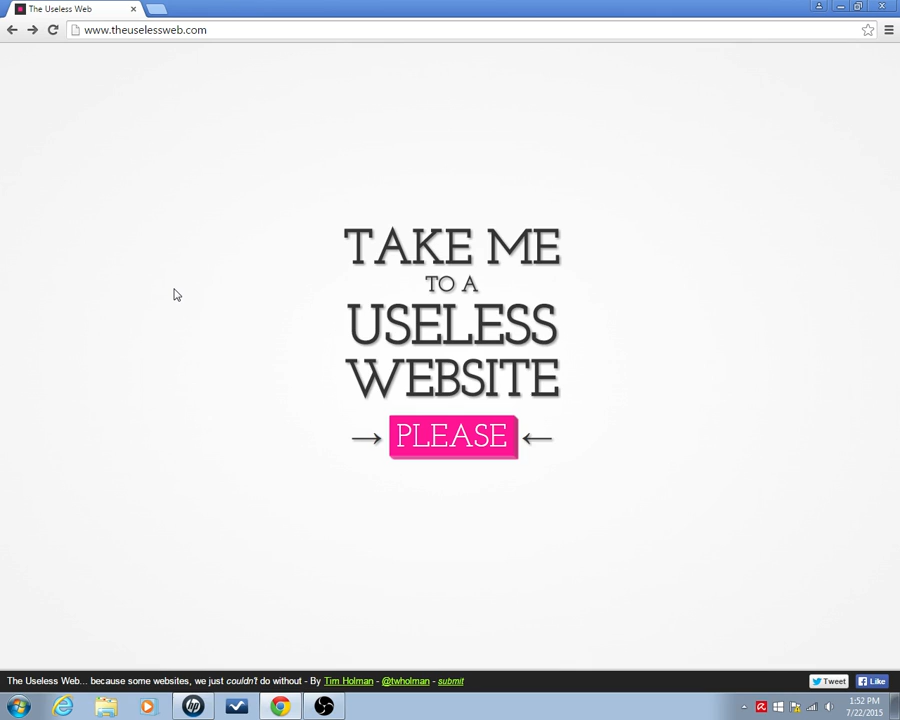 The Useless Web
www.theuselessweb.com
TAKE ME
TO A
USELESS
WEBSITE
→ PLEASE ←
The Useless Web... because some websites, we just couldn't do without - By Tim Holman - @twholman - submit
Tweet
Like
hp
1:52 PM
7/22/2015